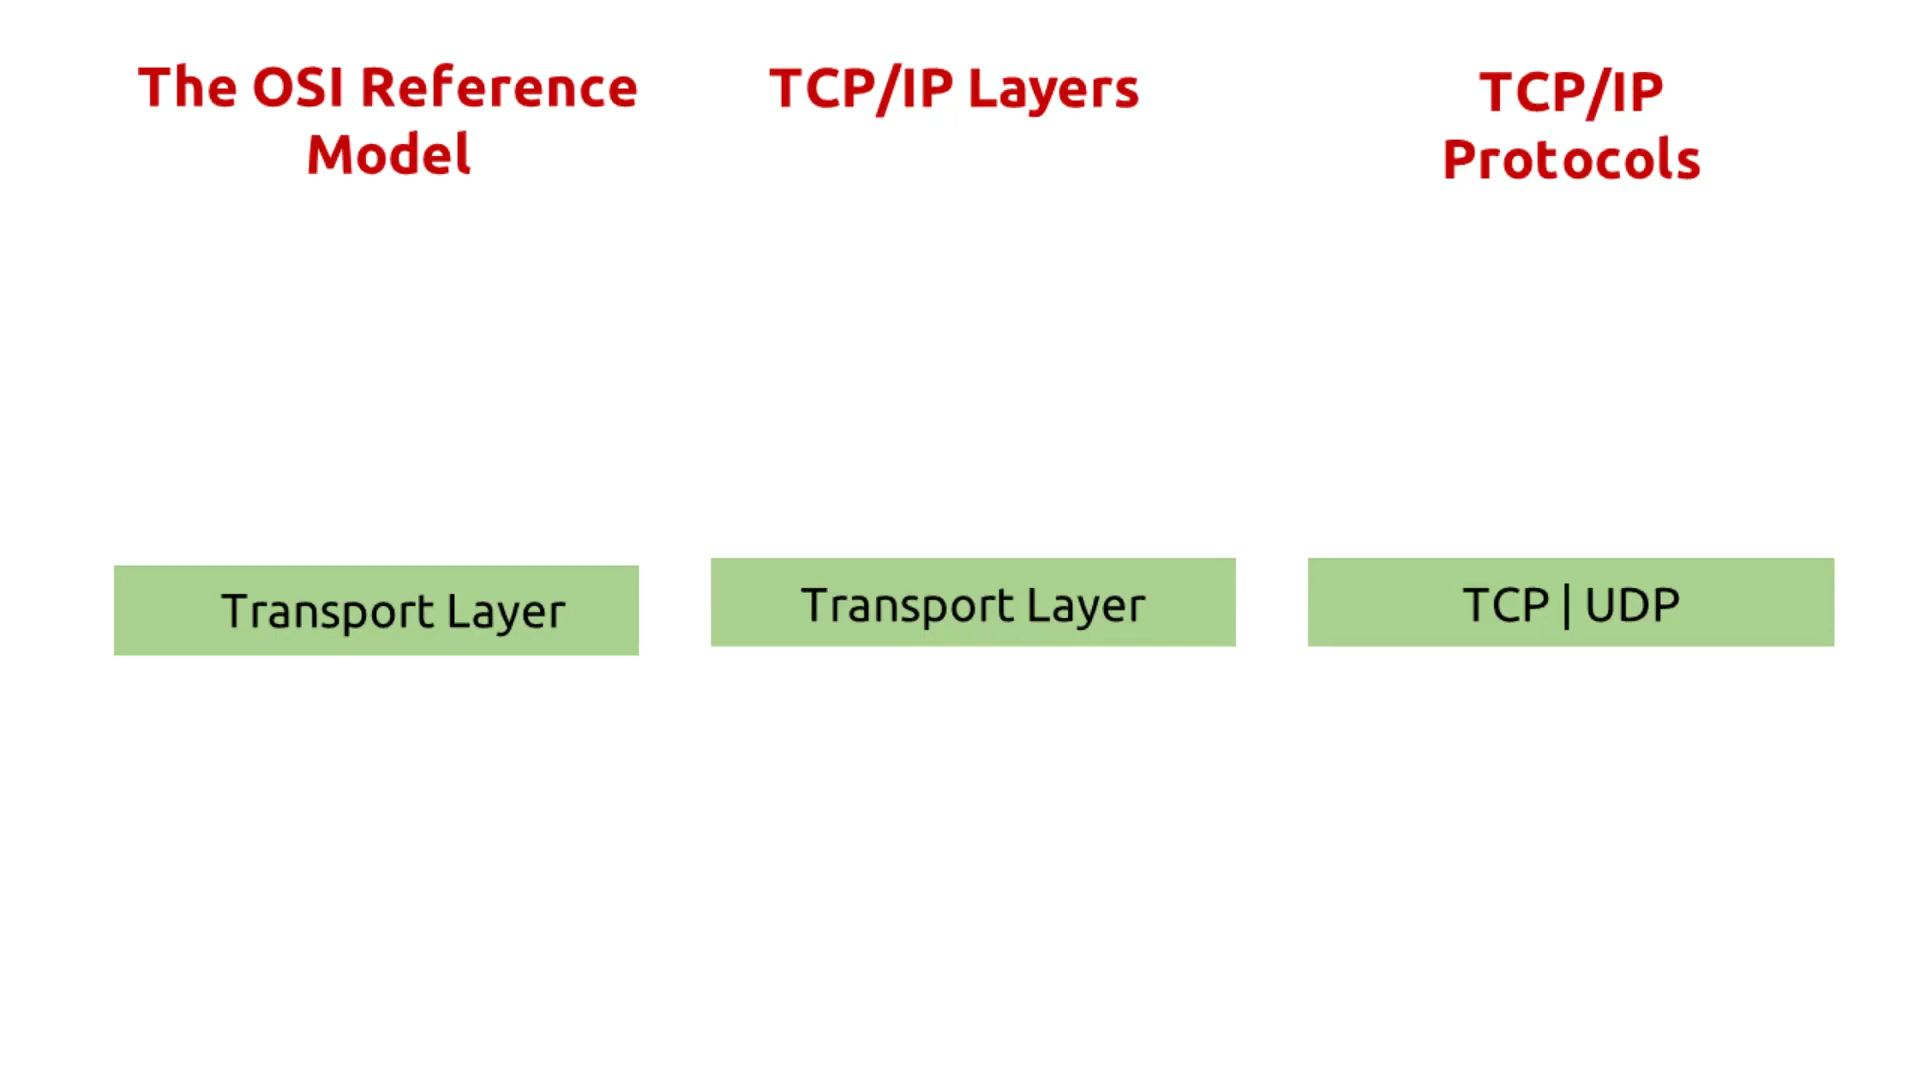 The OSI Reference
Model
TCP/IP Layers
TCP/IP
Protocols
Transport Layer
Transport Layer
TCP | UDP